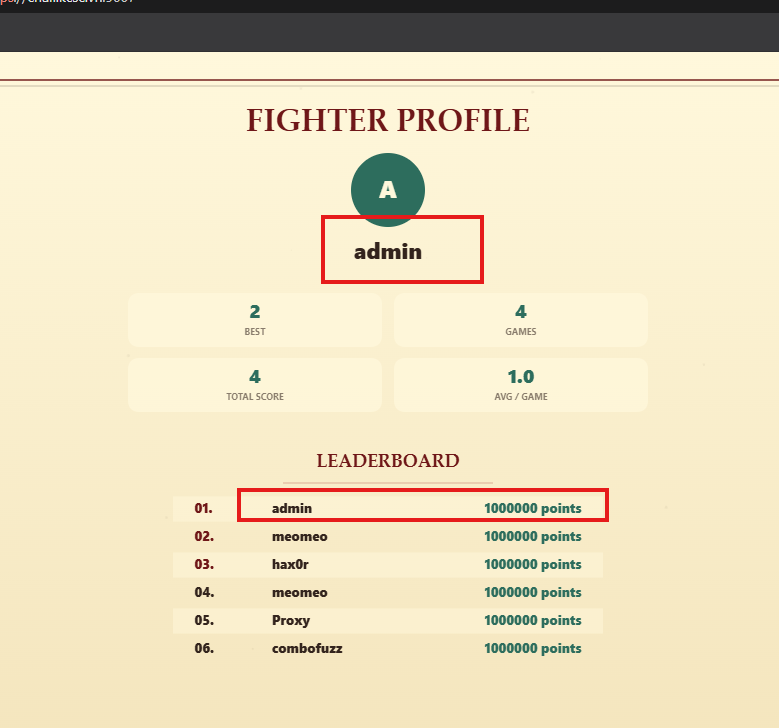 FIGHTER PROFILE
A
admin
2
BEST
4
GAMES
4
TOTAL SCORE
1.0
AVG / GAME
LEADERBOARD
01. admin 1000000 points
02. meomeo 1000000 points
03. hax0r 1000000 points
04. meomeo 1000000 points
05. Proxy 1000000 points
06. combofuzz 1000000 points